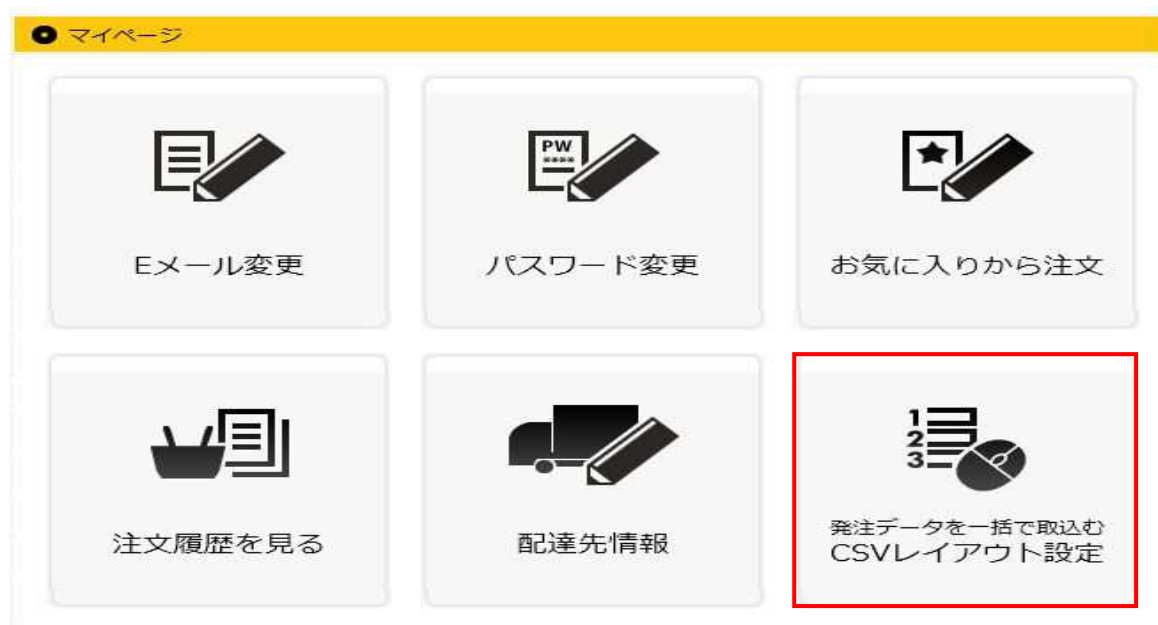 マイページ
PW
****
Eメール変更
パスワード変更
お気に入りから注文
1
2
3
注文履歴を見る
配達先情報
発注データを一括で取込む
CSVレイアウト設定